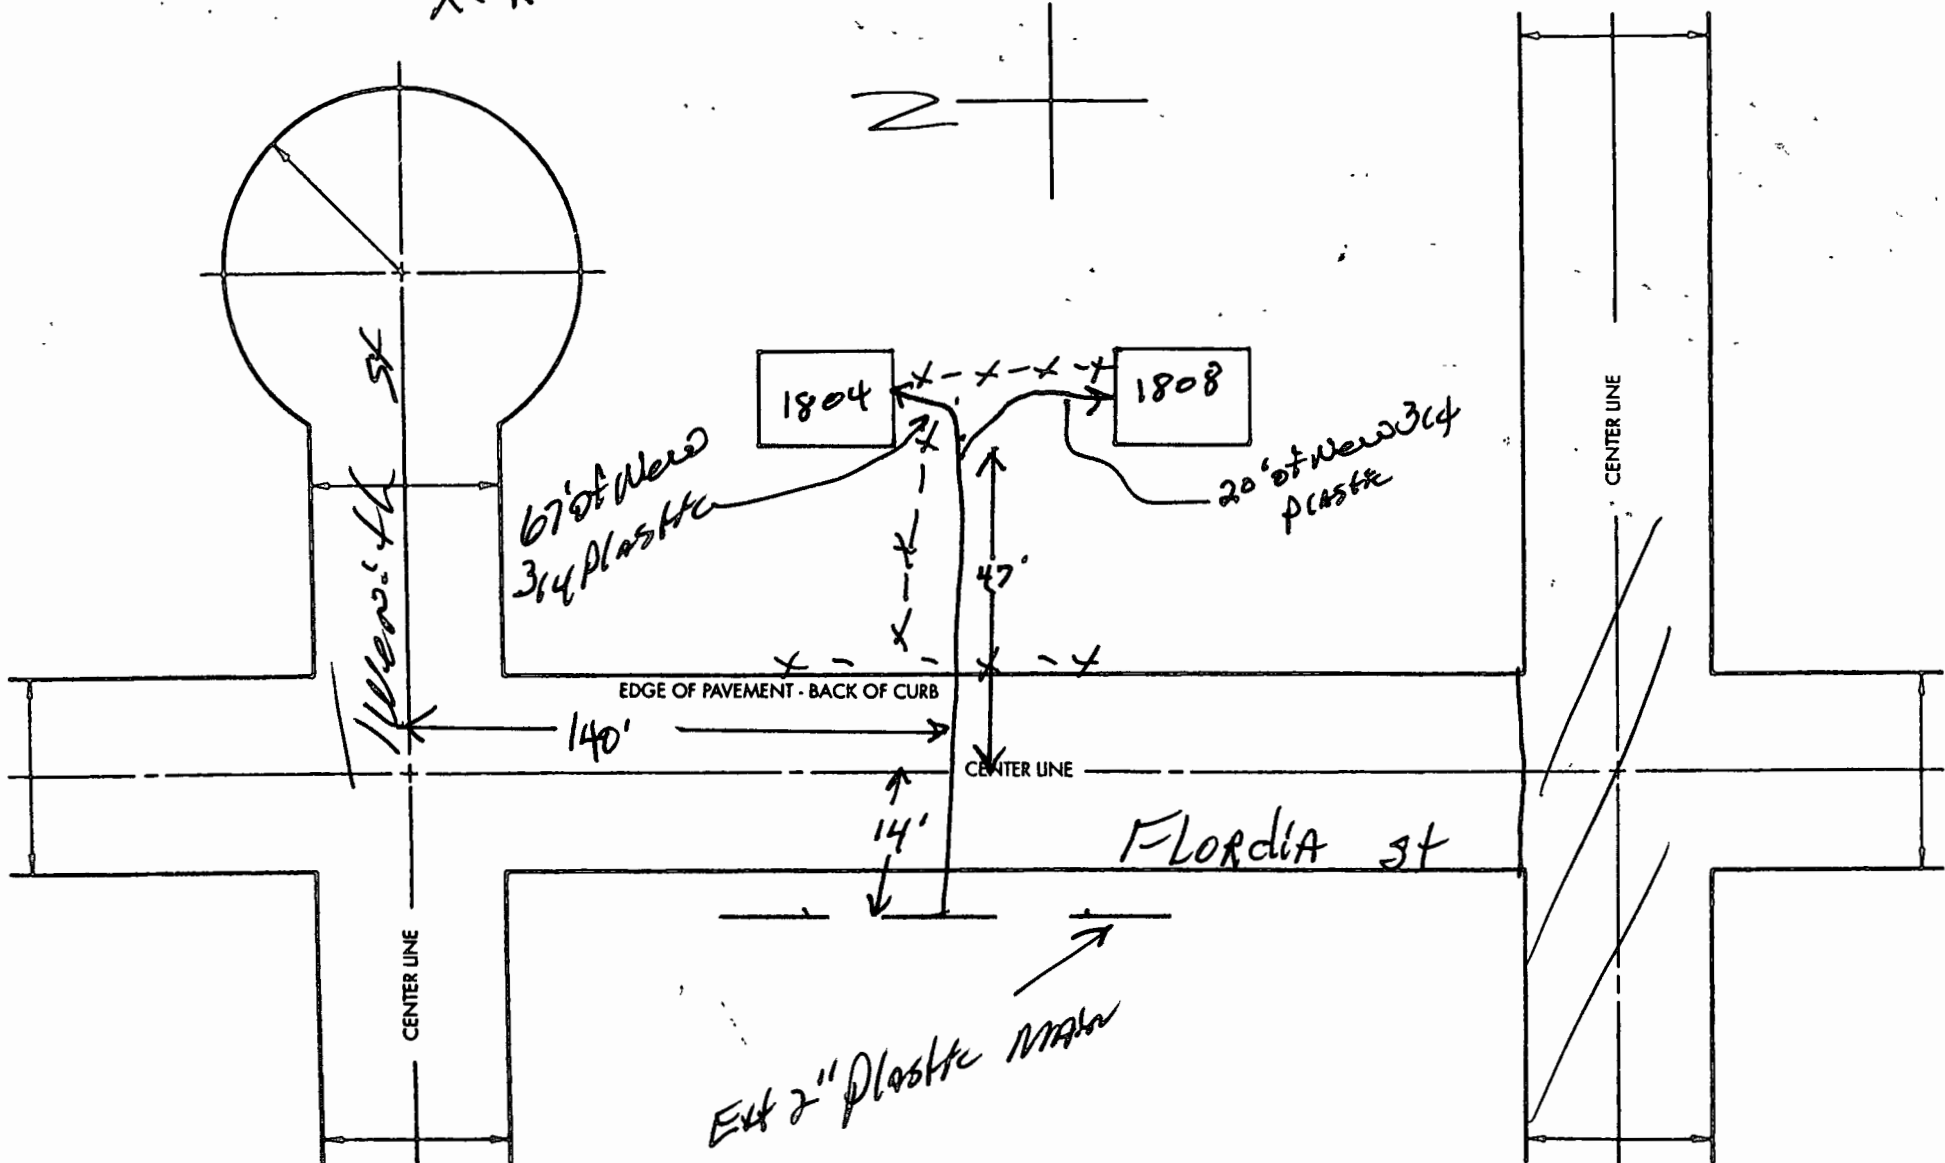 N
CENTER LINE
1804
1808
67' of New
3/4 Plastic
20' of New 3/4
Plastic
47'
st
EDGE OF PAVEMENT - BACK OF CURB
140'
CENTER LINE
14'
FLORdiA st
CENTER LINE
Ext 2" Plastic MAIN